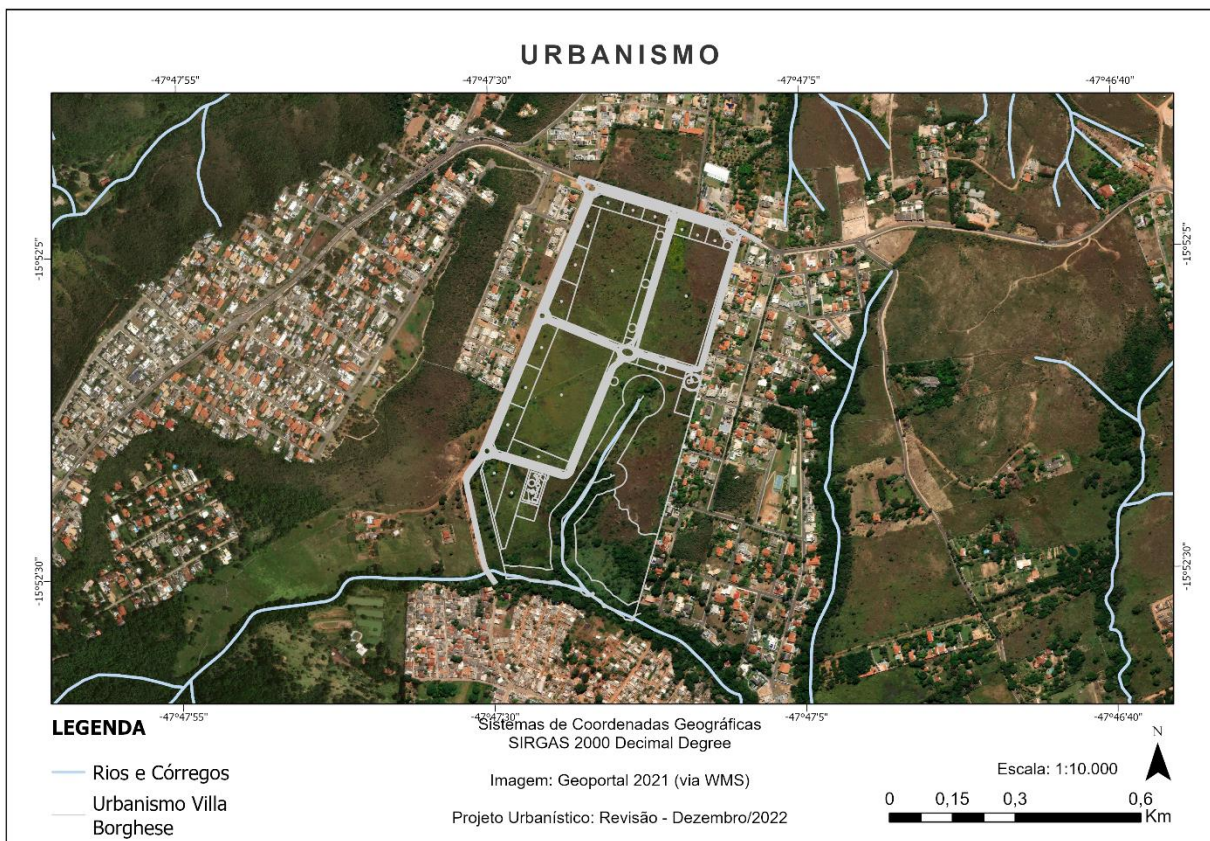 URBANISMO
-47°47'55" -47°47'30" -47°47'5" -47°46'40"
-15°52'5" -15°52'5"
-15°52'30" -15°52'30"
-47°47'55" -47°47'30" -47°47'5" -47°46'40"
LEGENDA
Rios e Córregos
Urbanismo Villa
Borghese
Sistemas de Coordenadas Geográficas
SIRGAS 2000 Decimal Degree
Imagem: Geoportal 2021 (via WMS)
Projeto Urbanístico: Revisão - Dezembro/2022
N
Escala: 1:10.000
0 0,15 0,3 0,6
Km